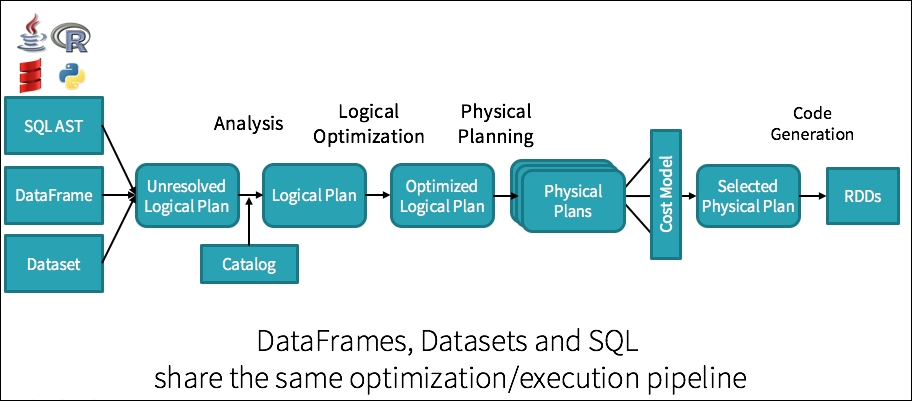 SQL AST
DataFrame
Dataset
Analysis
Logical
Optimization
Physical
Planning
Code
Generation
Unresolved
Logical Plan
Catalog
Logical Plan
Optimized
Logical Plan
Physical
Plans
Cost Model
Selected
Physical Plan
RDDs
DataFrames, Datasets and SQL
share the same optimization/execution pipeline